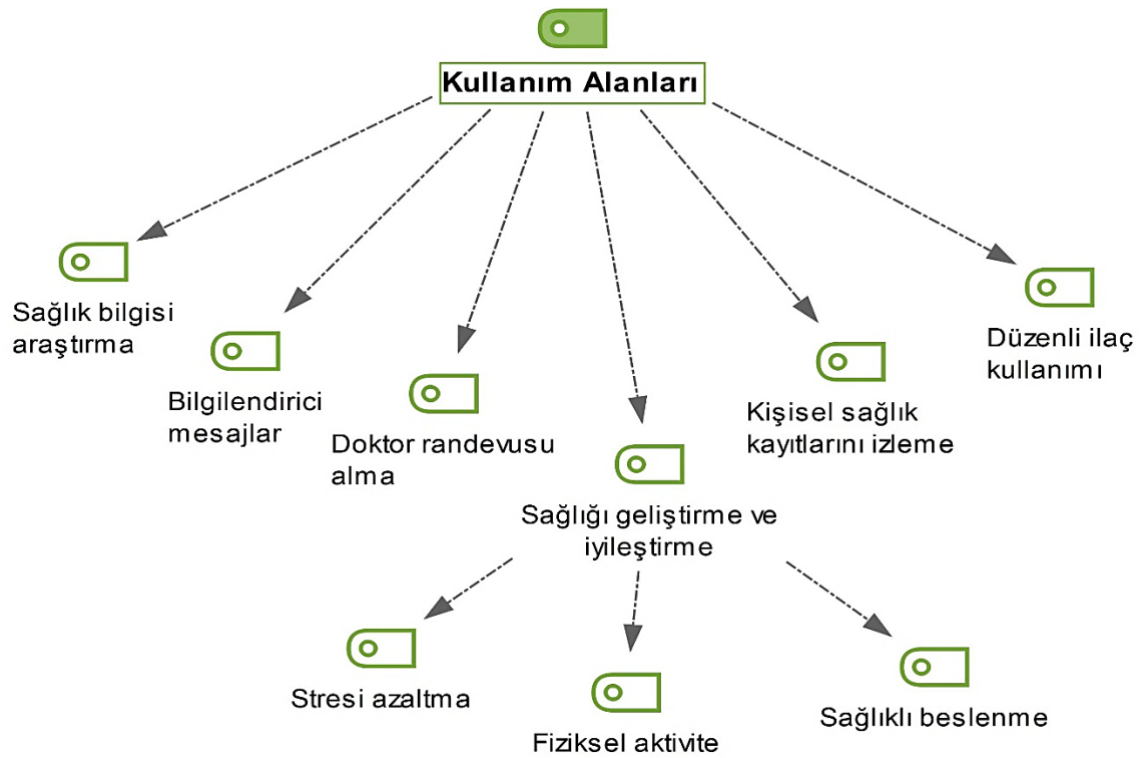 Kullanım Alanları
Sağlık bilgisi
araştırma
Bilgilendirici
mesajlar
Doktor randevusu
alma
Sağlığı geliştirme ve
iyileştirme
Kişisel sağlık
kayıtlarını izleme
Düzenli ilaç
kullanımı
Stresi azaltma
Fiziksel aktivite
Sağlıklı beslenme